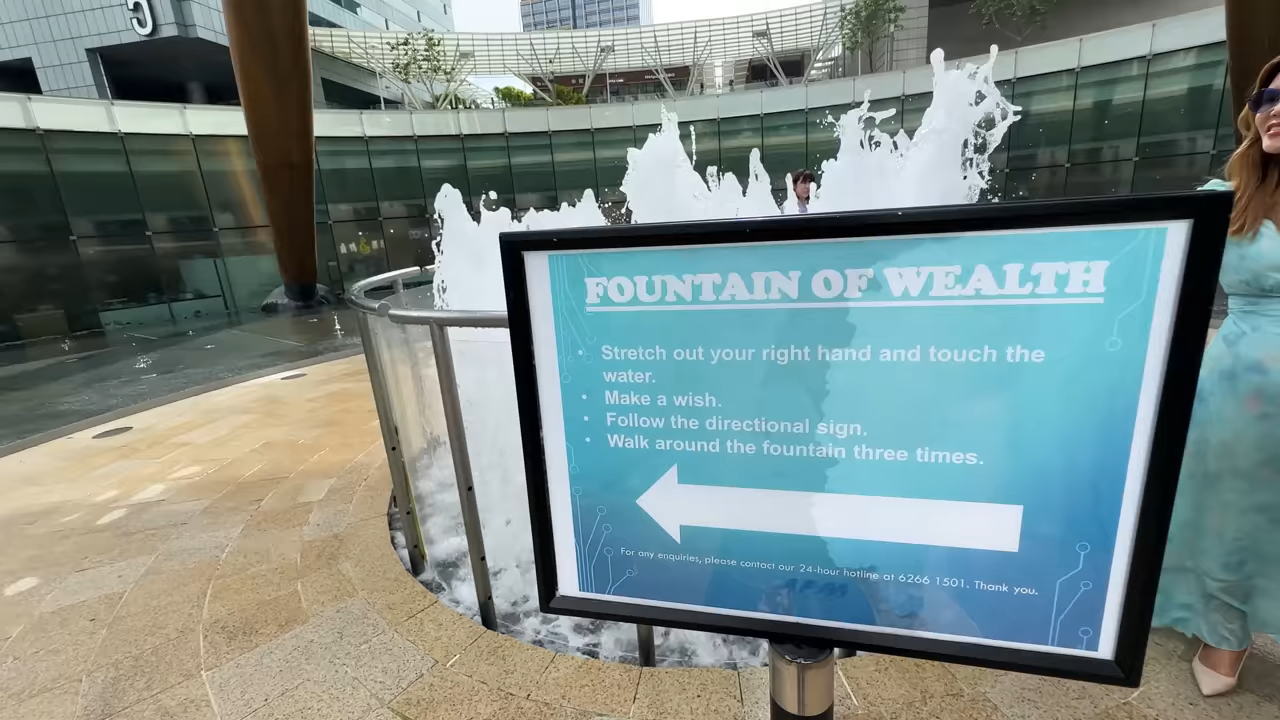 5
FOUNTAIN OF WEALTH
• Stretch out your right hand and touch the
water.
• Make a wish.
• Follow the directional sign.
• Walk around the fountain three times.
For any enquiries, please contact our 24-hour hotline at 6266 1501. Thank you.